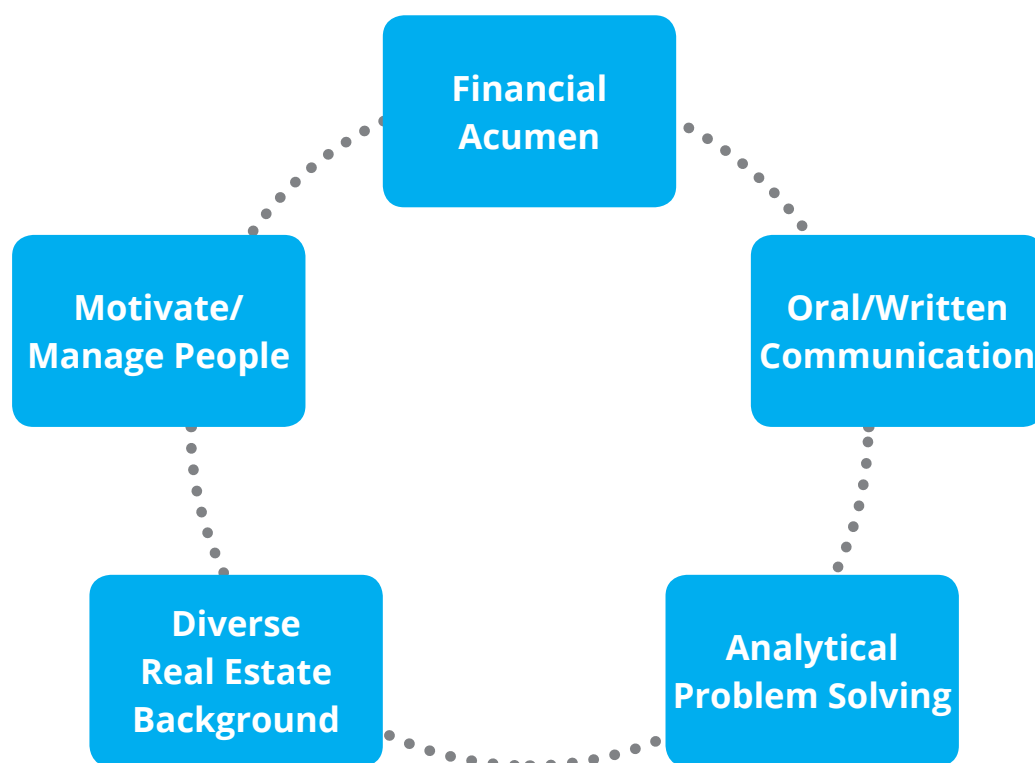 Financial
Acumen
Motivate/
Manage People
Oral/Written
Communication
Diverse
Real Estate
Background
Analytical
Problem Solving